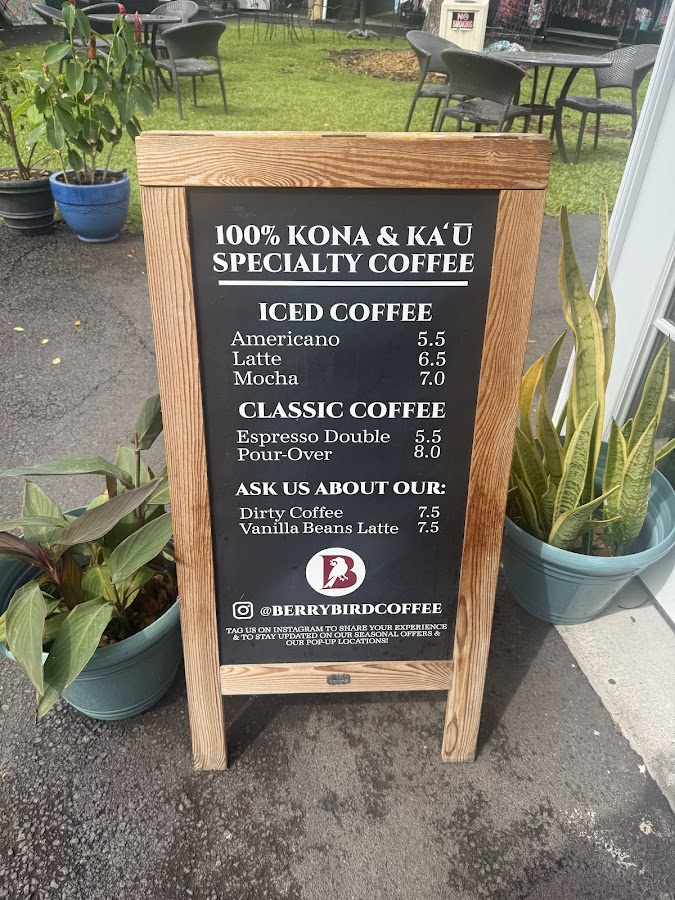 NO
SMOKING
100% KONA & KAʻŪ
SPECIALTY COFFEE
ICED COFFEE
Americano 5.5
Latte 6.5
Mocha 7.0
CLASSIC COFFEE
Espresso Double 5.5
Pour-Over 8.0
ASK US ABOUT OUR:
Dirty Coffee 7.5
Vanilla Beans Latte 7.5
B
@BERRYBIRDCOFFEE
TAG US ON INSTAGRAM TO SHARE YOUR EXPERIENCE
& TO STAY UPDATED ON OUR SEASONAL OFFERS &
OUR POP-UP LOCATIONS!